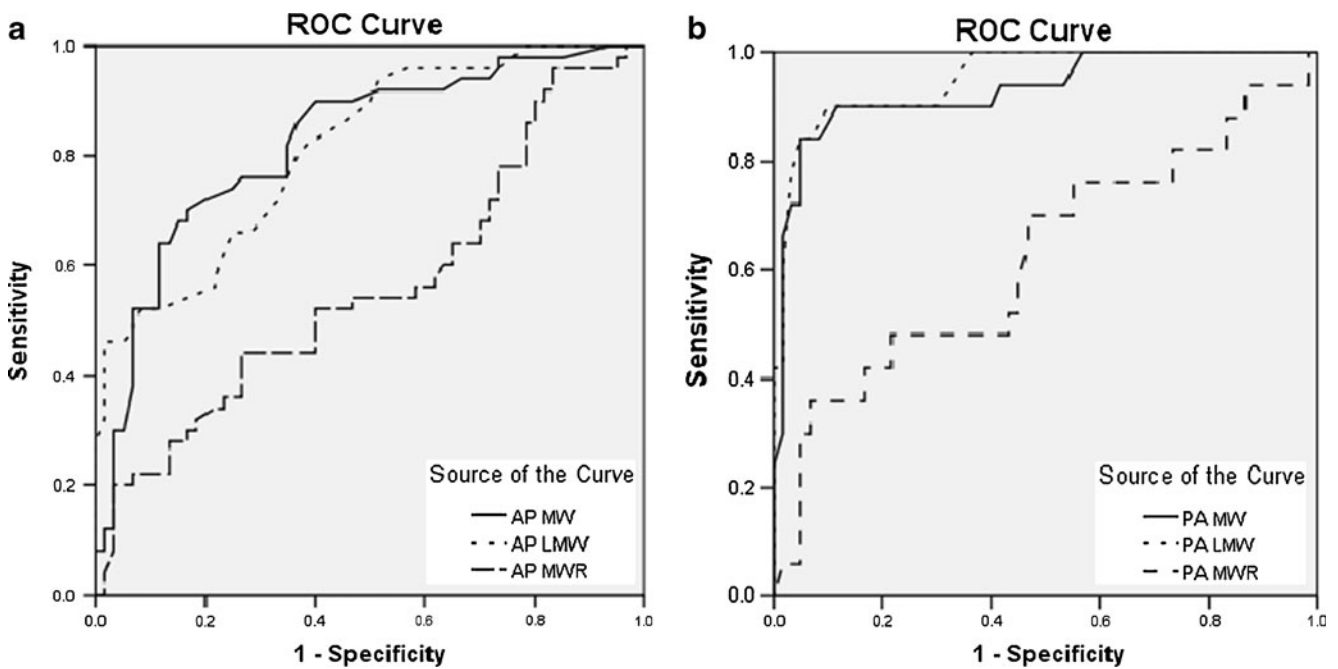 a
ROC Curve
1.0
0.8
0.6
0.4
0.2
0.0
Sensitivity
0.0 0.2 0.4 0.6 0.8 1.0
1 - Specificity
Source of the Curve
AP MW
AP LMW
AP MWR
b
ROC Curve
1.0
0.8
0.6
0.4
0.2
0.0
Sensitivity
0.0 0.2 0.4 0.6 0.8 1.0
1 - Specificity
Source of the Curve
PA MW
PA LMW
PA MWR